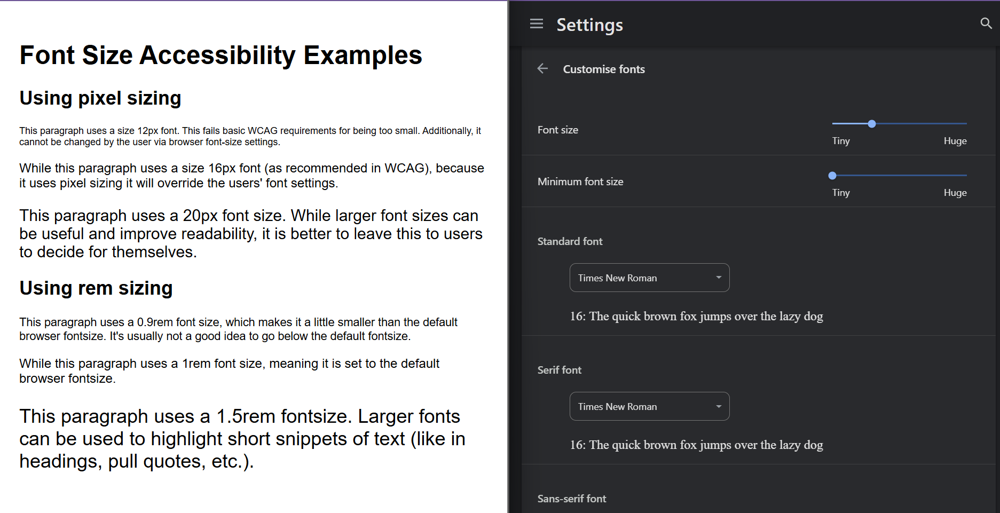 Font Size Accessibility Examples
Using pixel sizing
This paragraph uses a size 12px font. This fails basic WCAG requirements for being too small. Additionally, it
cannot be changed by the user via browser font-size settings.
While this paragraph uses a size 16px font (as recommended in WCAG), because
it uses pixel sizing it will override the users' font settings.
This paragraph uses a 20px font size. While larger font sizes can
be useful and improve readability, it is better to leave this to users
to decide for themselves.
Using rem sizing
This paragraph uses a 0.9rem font size, which makes it a little smaller than the default
browser fontsize. It's usually not a good idea to go below the default fontsize.
While this paragraph uses a 1rem font size, meaning it is set to the default
browser fontsize.
This paragraph uses a 1.5rem fontsize. Larger fonts
can be used to highlight short snippets of text (like in
headings, pull quotes, etc.).
Settings
Customise fonts
Font size
Tiny Huge
Minimum font size
Tiny Huge
Standard font
Times New Roman
16: The quick brown fox jumps over the lazy dog
Serif font
Times New Roman
16: The quick brown fox jumps over the lazy dog
Sans-serif font